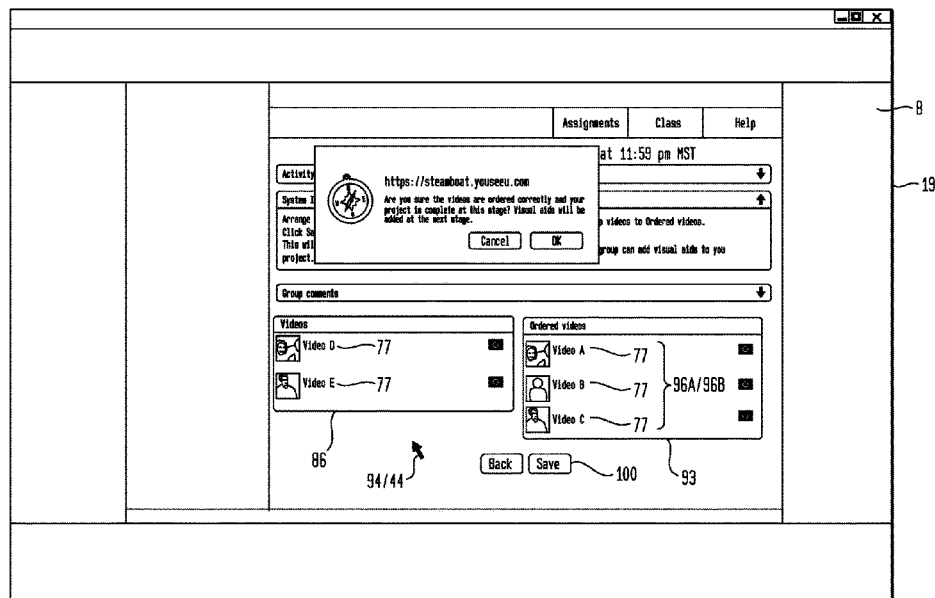 Assignments Class Help
8
at 11:59 pm MST
19
Activity
https://steamboat.youseeu.com
Are you sure the videos are ordered correctly and your
project is complete at this stage? Visual aids will be
added at the next stage.
Cancel OK
System I
Arrange p videos to Ordered videos.
Click Sa
This wil group can add visual aids to you
project.
Group comments
Videos
Video D 77
Video E 77
86
Ordered videos
Video A 77
Video B 77 96A/96B
Video C 77
93
94/44
Back Save 100